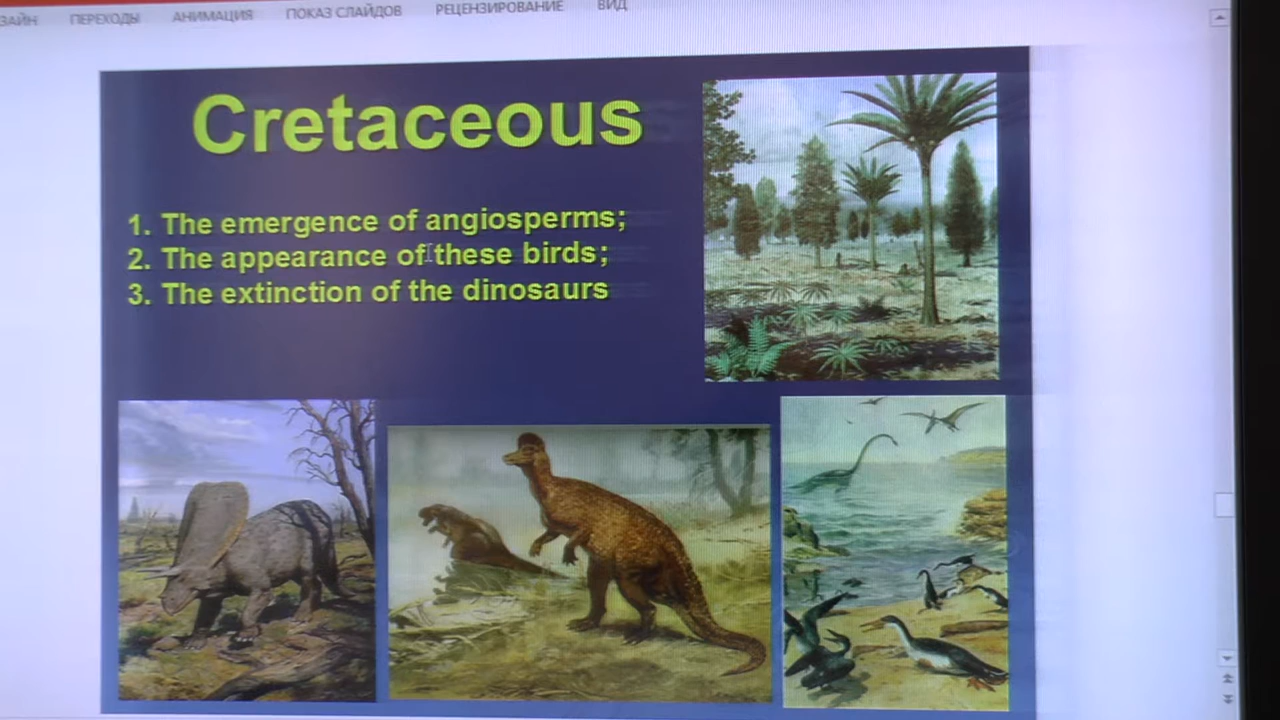 ЗАЙН ПЕРЕХОДЫ АНИМАЦИЯ ПОКАЗ СЛАЙДОВ РЕЦЕНЗИРОВАНИЕ ВИД
Cretaceous
1. The emergence of angiosperms;
2. The appearance of these birds;
3. The extinction of the dinosaurs